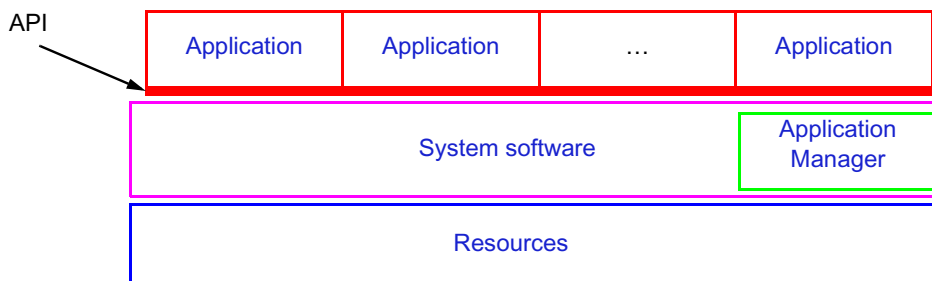 API
Application
Application
…
Application
System software
Application
Manager
Resources